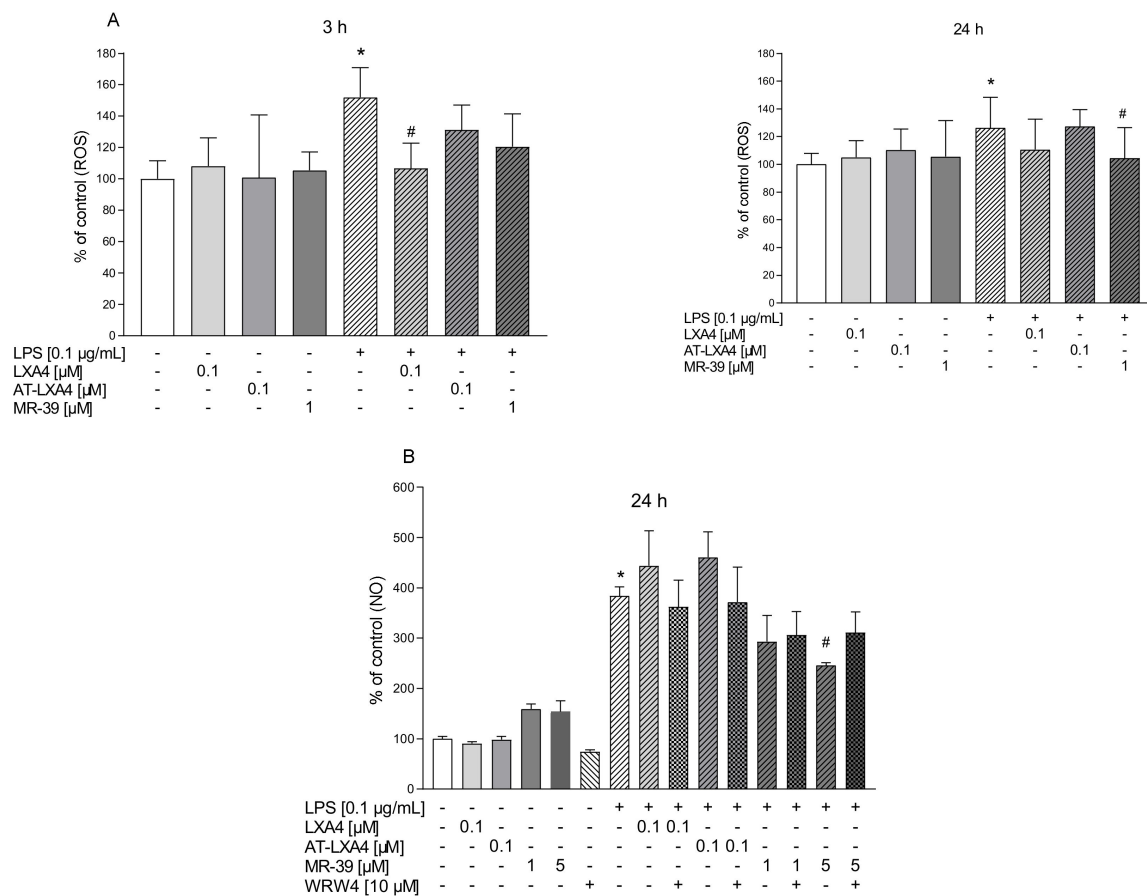 A
3 h
% of control (ROS)
180
160
140
120
100
80
60
40
20
0
*
#
LPS [0.1 µg/mL] - - - - + + + +
LXA4 [µM] - 0.1 - - - 0.1 - -
AT-LXA4 [µM] - - 0.1 - - - 0.1 -
MR-39 [µM] - - - 1 - - - 1
24 h
% of control (ROS)
180
160
140
120
100
80
60
40
20
0
*
#
LPS [0.1 µg/mL] - - - - + + + +
LXA4 [µM] - 0.1 - - - 0.1 - -
AT-LXA4 [µM] - - 0.1 - - - 0.1 -
MR-39 [µM] - - - 1 - - - 1
B
24 h
% of control (NO)
600
500
400
300
200
100
0
*
#
LPS [0.1 µg/mL] - - - - - - + + + + + + + + +
LXA4 [µM] - 0.1 - - - - - 0.1 0.1 - - - - - -
AT-LXA4 [µM] - - 0.1 - - - - - - 0.1 0.1 - - - -
MR-39 [µM] - - - 1 5 - - - - - - 1 1 5 5
WRW4 [10 µM] - - - - - + - - + - + - + - +